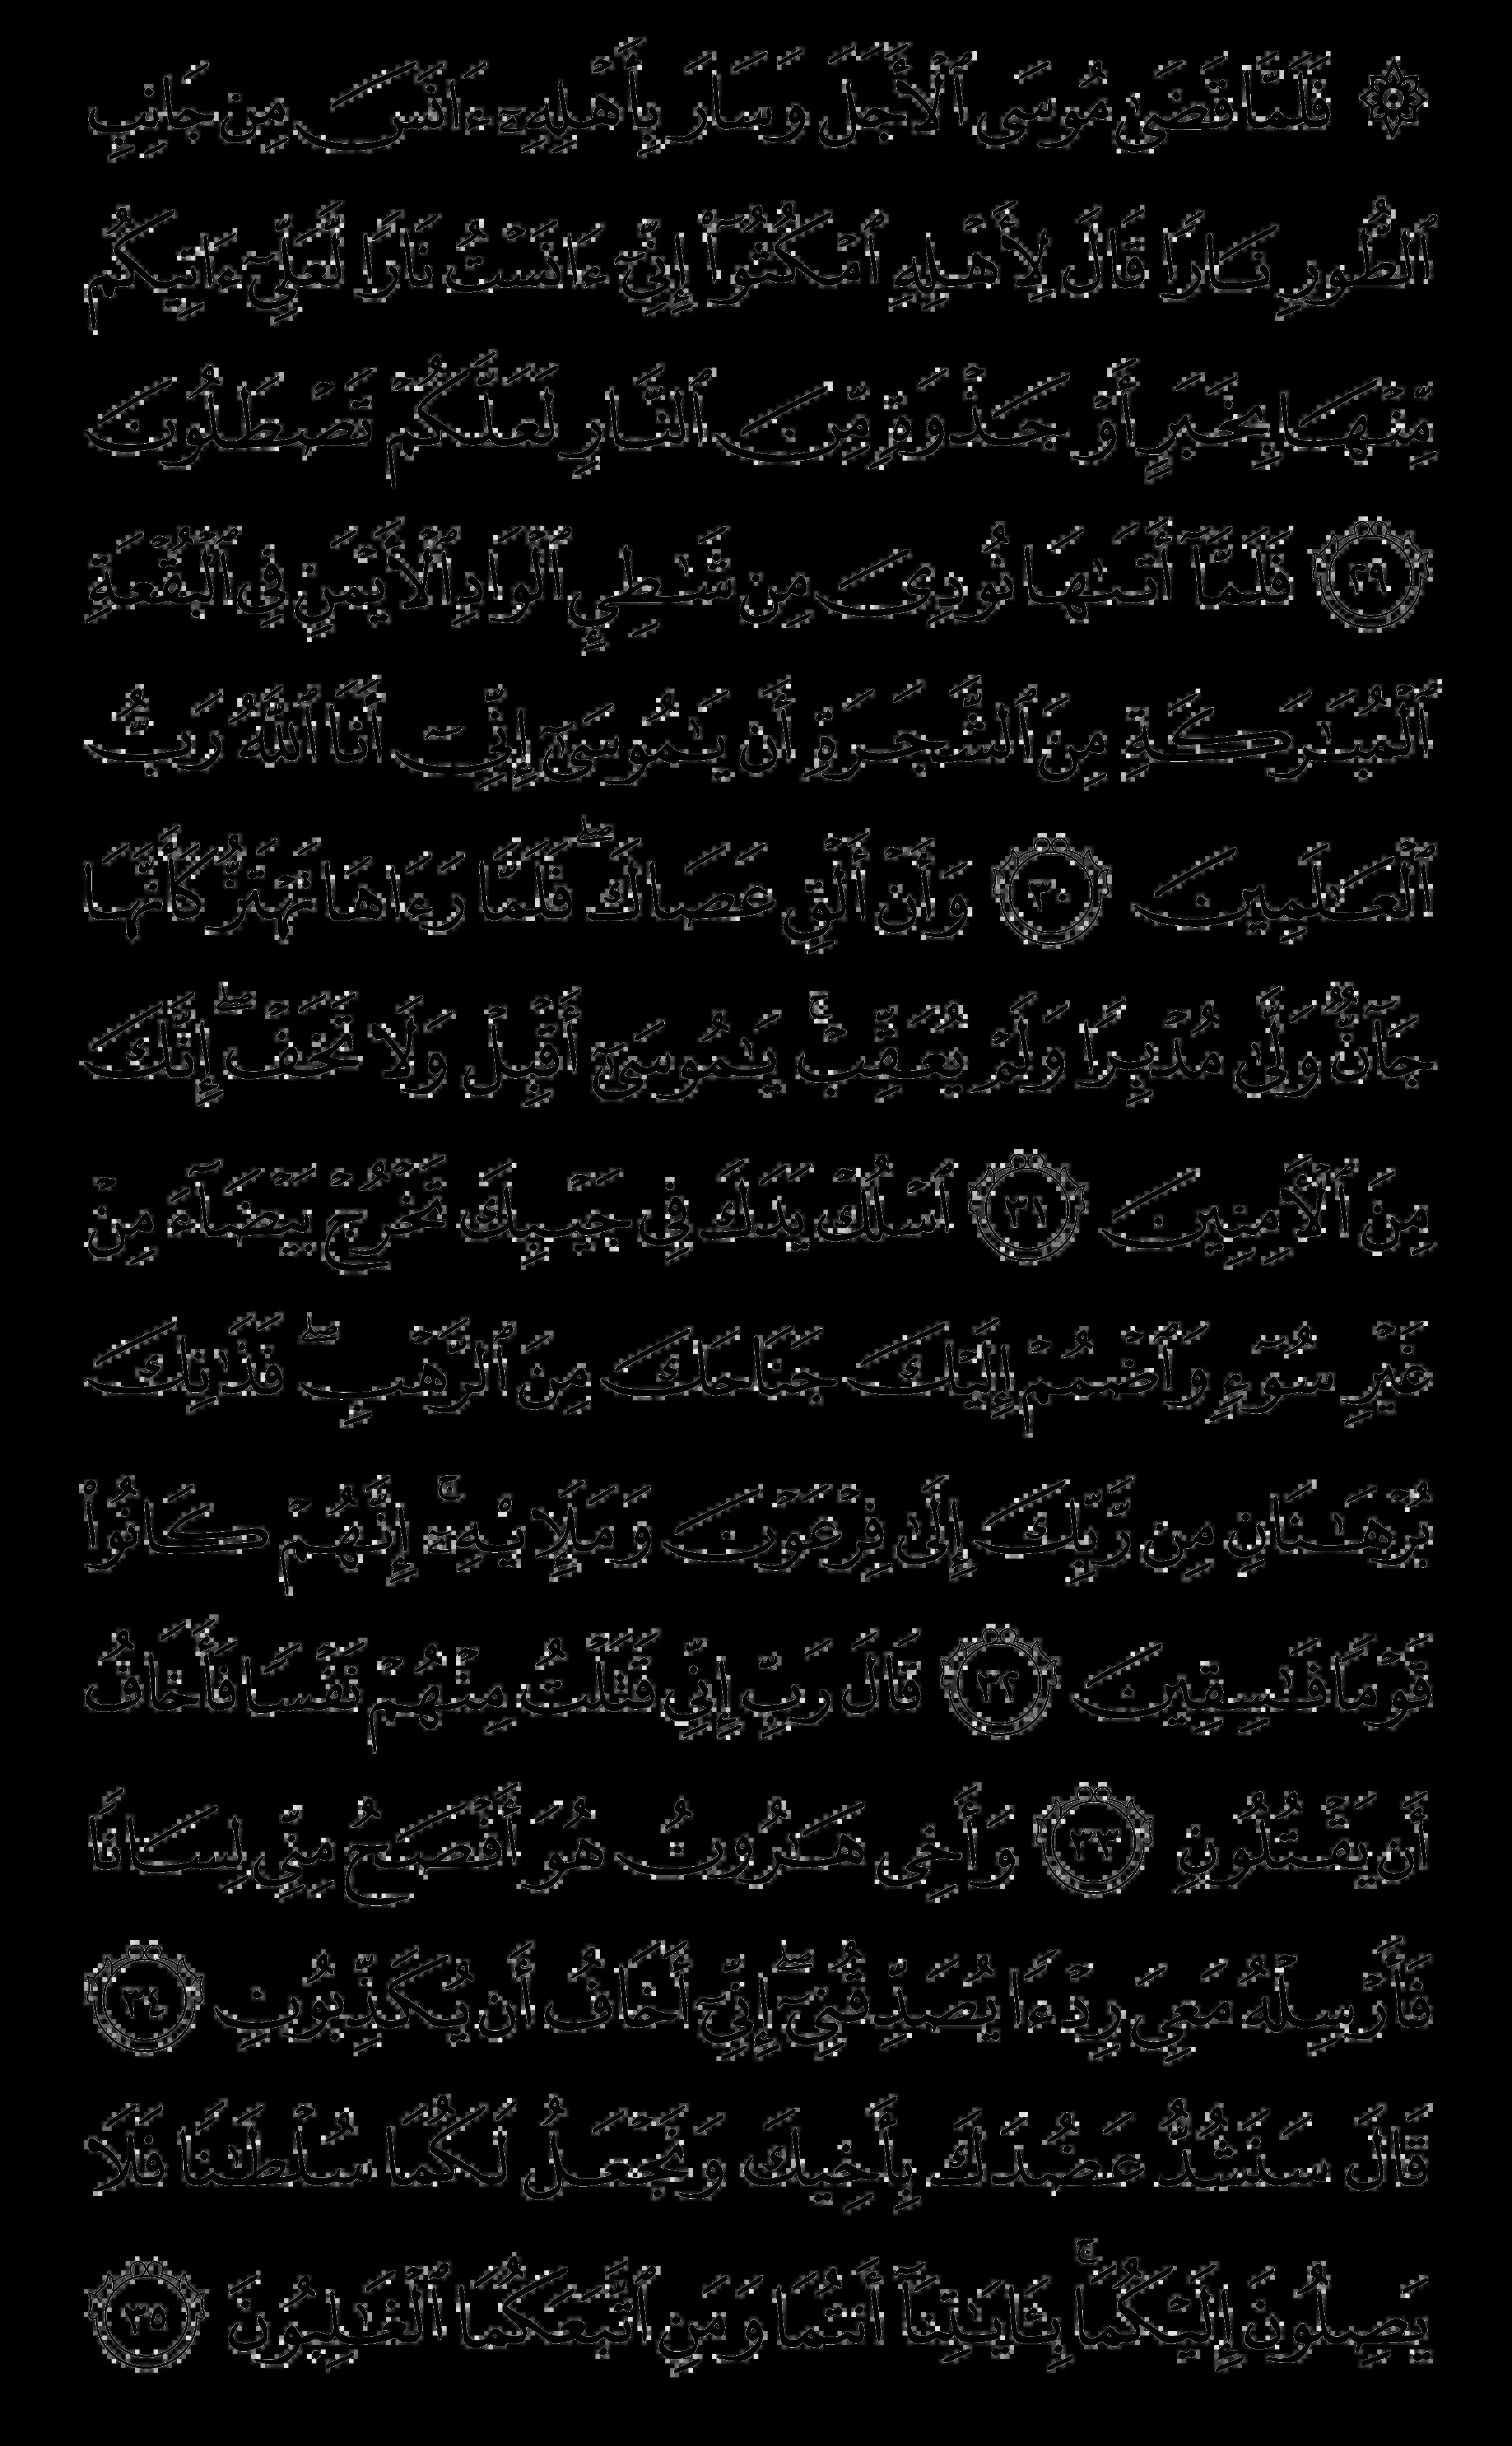 ۞ فَلَمَّا قَضَىٰ مُوسَى ٱلْأَجَلَ وَسَارَ بِأَهْلِهِۦٓ ءَانَسَ مِن جَانِبِ
ٱلطُّورِ نَارًا قَالَ لِأَهْلِهِ ٱمْكُثُوٓا۟ إِنِّىٓ ءَانَسْتُ نَارًا لَّعَلِّىٓ ءَاتِيكُم
مِّنْهَا بِخَبَرٍ أَوْ جَذْوَةٍ مِّنَ ٱلنَّارِ لَعَلَّكُمْ تَصْطَلُونَ
٢٩ فَلَمَّآ أَتَىٰهَا نُودِىَ مِن شَـٰطِئِ ٱلْوَادِ ٱلْأَيْمَنِ فِى ٱلْبُقْعَةِ
ٱلْمُبَـٰرَكَةِ مِنَ ٱلشَّجَرَةِ أَن يَـٰمُوسَىٰٓ إِنِّىٓ أَنَا ٱللَّهُ رَبُّ
ٱلْعَـٰلَمِينَ ٣٠ وَأَنْ أَلْقِ عَصَاكَ ۖ فَلَمَّا رَءَاهَا تَهْتَزُّ كَأَنَّهَا
جَآنٌّ وَلَّىٰ مُدْبِرًا وَلَمْ يُعَقِّبْ ۚ يَـٰمُوسَىٰٓ أَقْبِلْ وَلَا تَخَفْ ۖ إِنَّكَ
مِنَ ٱلْـَٔامِنِينَ ٣١ ٱسْلُكْ يَدَكَ فِى جَيْبِكَ تَخْرُجْ بَيْضَآءَ مِنْ
غَيْرِ سُوٓءٍ وَٱضْمُمْ إِلَيْكَ جَنَاحَكَ مِنَ ٱلرَّهْبِ ۖ فَذَٰنِكَ
بُرْهَـٰنَانِ مِن رَّبِّكَ إِلَىٰ فِرْعَوْنَ وَمَلَإِي۟هِۦٓ ۚ إِنَّهُمْ كَانُوا۟
قَوْمًا فَـٰسِقِينَ ٣٢ قَالَ رَبِّ إِنِّى قَتَلْتُ مِنْهُمْ نَفْسًا فَأَخَافُ
أَن يَقْتُلُونِ ٣٣ وَأَخِى هَـٰرُونُ هُوَ أَفْصَحُ مِنِّى لِسَانًا
فَأَرْسِلْهُ مَعِىَ رِدْءًا يُصَدِّقُنِىٓ ۖ إِنِّىٓ أَخَافُ أَن يُكَذِّبُونِ ٣٤
قَالَ سَنَشُدُّ عَضُدَكَ بِأَخِيكَ وَنَجْعَلُ لَكُمَا سُلْطَـٰنًا فَلَا
يَصِلُونَ إِلَيْكُمَا ۚ بِـَٔايَـٰتِنَآ أَنتُمَا وَمَنِ ٱتَّبَعَكُمَا ٱلْغَـٰلِبُونَ ٣٥